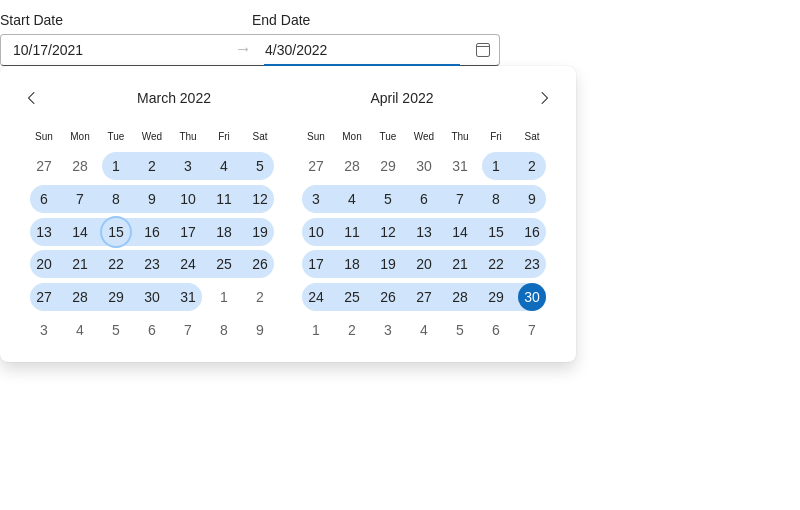 Start Date End Date
10/17/2021 → 4/30/2022
March 2022 April 2022
Sun Mon Tue Wed Thu Fri Sat Sun Mon Tue Wed Thu Fri Sat
27 28 1 2 3 4 5 27 28 29 30 31 1 2
6 7 8 9 10 11 12 3 4 5 6 7 8 9
13 14 15 16 17 18 19 10 11 12 13 14 15 16
20 21 22 23 24 25 26 17 18 19 20 21 22 23
27 28 29 30 31 1 2 24 25 26 27 28 29 30
3 4 5 6 7 8 9 1 2 3 4 5 6 7